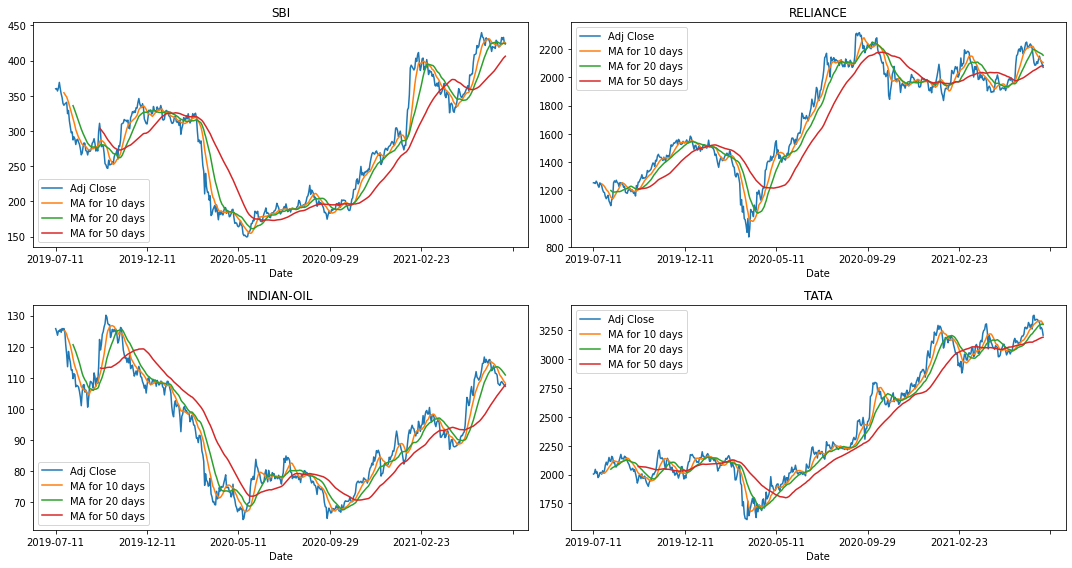 SBI
450
400
350
300
250
200
150
Adj Close
MA for 10 days
MA for 20 days
MA for 50 days
2019-07-11 2019-12-11 2020-05-11 2020-09-29 2021-02-23
Date
RELIANCE
2200
2000
1800
1600
1400
1200
1000
800
Adj Close
MA for 10 days
MA for 20 days
MA for 50 days
2019-07-11 2019-12-11 2020-05-11 2020-09-29 2021-02-23
Date
INDIAN-OIL
130
120
110
100
90
80
70
Adj Close
MA for 10 days
MA for 20 days
MA for 50 days
2019-07-11 2019-12-11 2020-05-11 2020-09-29 2021-02-23
Date
TATA
3250
3000
2750
2500
2250
2000
1750
Adj Close
MA for 10 days
MA for 20 days
MA for 50 days
2019-07-11 2019-12-11 2020-05-11 2020-09-29 2021-02-23
Date